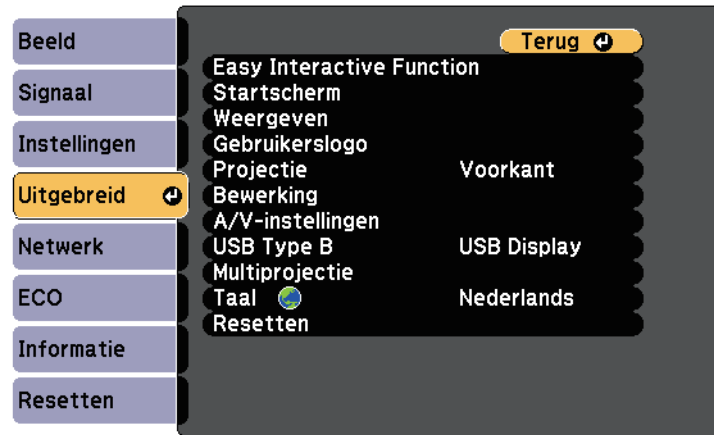 Beeld
Signaal
Instellingen
Uitgebreid
Netwerk
ECO
Informatie
Resetten
Terug
Easy Interactive Function
Startscherm
Weergeven
Gebruikerslogo
Projectie Voorkant
Bewerking
A/V-instellingen
USB Type B USB Display
Multiprojectie
Taal Nederlands
Resetten